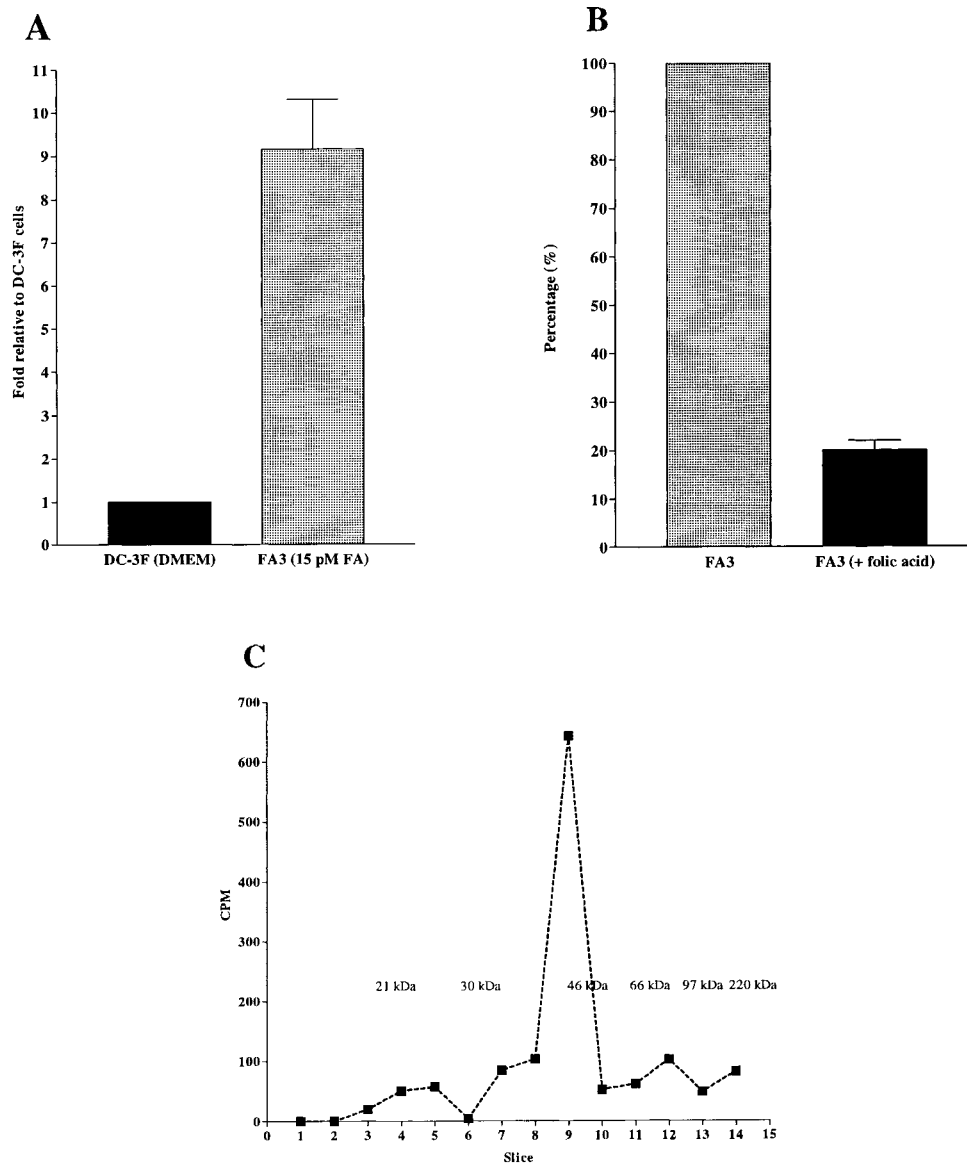 A
11
10
9
8
7
6
5
4
3
2
1
0
Fold relative to DC-3F cells
DC-3F (DMEM) FA3 (15 pM FA)
B
100
90
80
70
60
50
40
30
20
10
0
Percentage (%)
FA3 FA3 (+ folic acid)
C
700
600
500
400
300
200
100
0
CPM
21 kDa 30 kDa 46 kDa 66 kDa 97 kDa 220 kDa
0 1 2 3 4 5 6 7 8 9 10 11 12 13 14 15
Slice